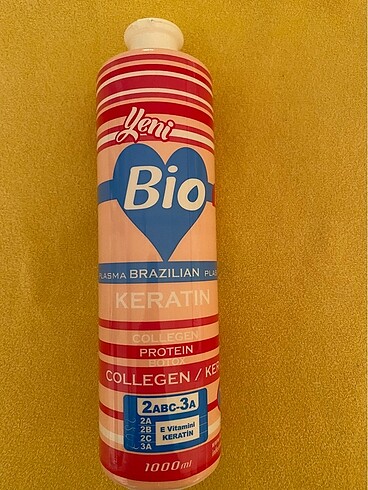 Yeni
Bio
PLASMA BRAZILIAN PLA
KERATIN
COLLEGEN
PROTEIN
BOTOX
COLLEGEN / KER
2ABC-3A
2A
2B
2C
3A
E Vitamini
KERATİN
1000ml